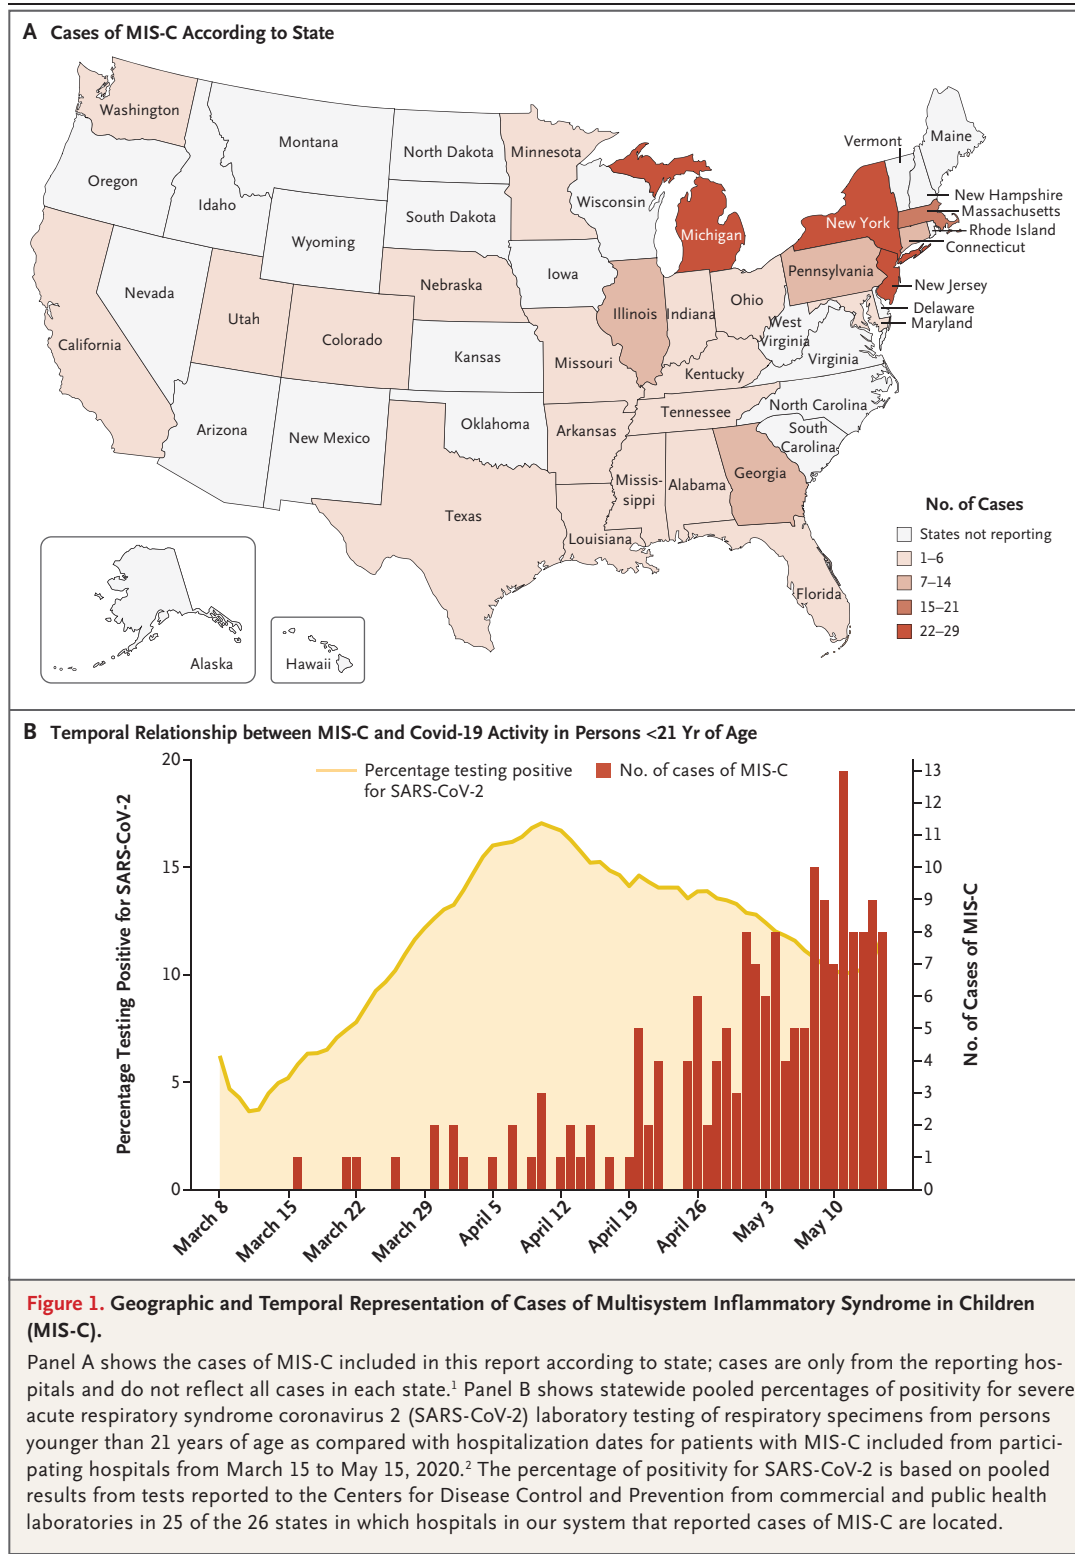 A Cases of MIS-C According to State
Washington
Montana
North Dakota
Minnesota
Vermont
Maine
Oregon
Idaho
South Dakota
Wisconsin
New Hampshire
Massachusetts
Wyoming
Michigan
New York
Rhode Island
Connecticut
Iowa
Pennsylvania
Nevada
Nebraska
New Jersey
Utah
Illinois
Indiana
Ohio
Delaware
Maryland
California
Colorado
Kansas
Missouri
West
Virginia
Virginia
Kentucky
Arizona
New Mexico
Oklahoma
Arkansas
Tennessee
North Carolina
South
Carolina
Missis-
sippi
Alabama
Georgia
Texas
Louisiana
Florida
Alaska
Hawaii
No. of Cases
States not reporting
1–6
7–14
15–21
22–29
B Temporal Relationship between MIS-C and Covid-19 Activity in Persons <21 Yr of Age
Percentage testing positive
for SARS-CoV-2
No. of cases of MIS-C
Percentage Testing Positive for SARS-CoV-2
20
15
10
5
0
No. of Cases of MIS-C
13
12
11
10
9
8
7
6
5
4
3
2
1
0
March 8
March 15
March 22
March 29
April 5
April 12
April 19
April 26
May 3
May 10
Figure 1. Geographic and Temporal Representation of Cases of Multisystem Inflammatory Syndrome in Children
(MIS-C).
Panel A shows the cases of MIS-C included in this report according to state; cases are only from the reporting hos-
pitals and do not reflect all cases in each state.1 Panel B shows statewide pooled percentages of positivity for severe
acute respiratory syndrome coronavirus 2 (SARS-CoV-2) laboratory testing of respiratory specimens from persons
younger than 21 years of age as compared with hospitalization dates for patients with MIS-C included from partici-
pating hospitals from March 15 to May 15, 2020.2 The percentage of positivity for SARS-CoV-2 is based on pooled
results from tests reported to the Centers for Disease Control and Prevention from commercial and public health
laboratories in 25 of the 26 states in which hospitals in our system that reported cases of MIS-C are located.